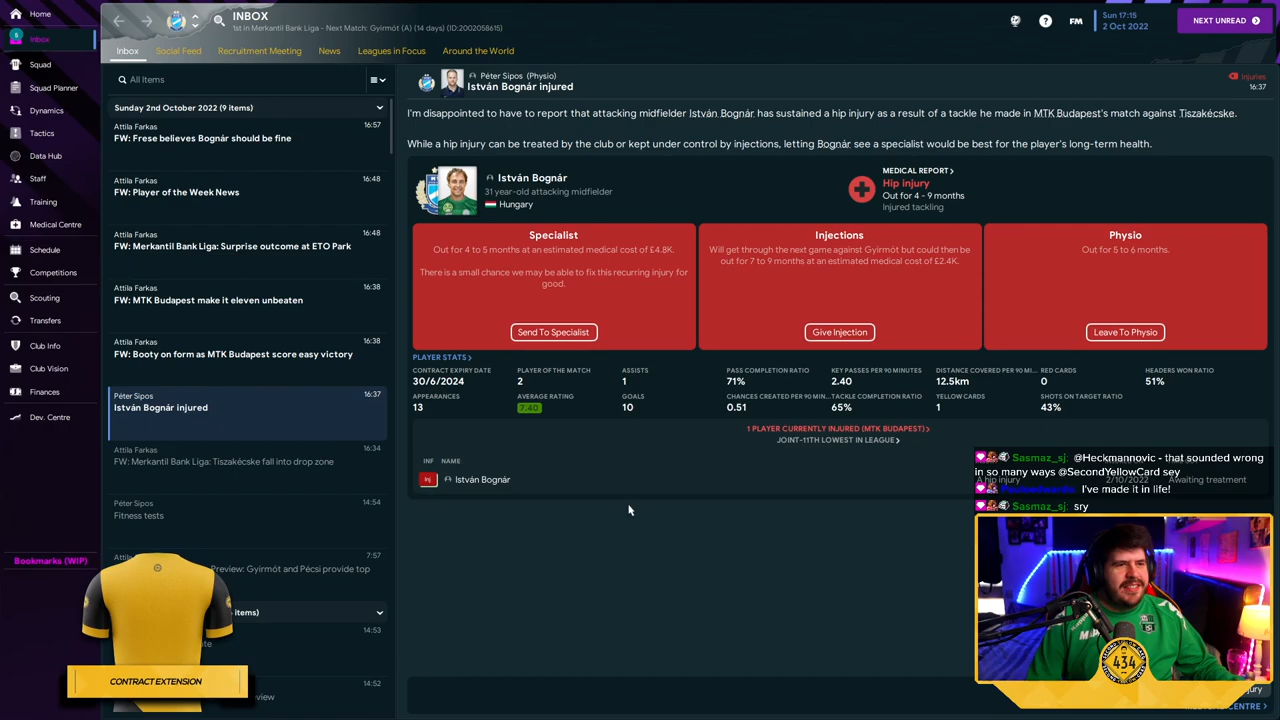 Home
Inbox
Squad
Squad Planner
Dynamics
Tactics
Data Hub
Staff
Training
Medical Centre
Schedule
Competitions
Scouting
Transfers
Club Info
Club Vision
Finances
Dev. Centre
Bookmarks (WIP)
INBOX
1st in Merkantil Bank Liga - Next Match: Gyirmót (A) (14 days) (ID:2002058615)
FM
Sun 17:15
2 Oct 2022
NEXT UNREAD
Inbox
Social Feed
Recruitment Meeting
News
Leagues in Focus
Around the World
All Items
Sunday 2nd October 2022 (9 items)
Attila Farkas
16:57
FW: Frese believes Bognár should be fine
Attila Farkas
16:48
FW: Player of the Week News
Attila Farkas
16:48
FW: Merkantil Bank Liga: Surprise outcome at ETO Park
Attila Farkas
16:38
FW: MTK Budapest make it eleven unbeaten
Attila Farkas
16:38
FW: Booty on form as MTK Budapest score easy victory
Péter Sipos
16:37
István Bognár injured
Attila Farkas
16:34
FW: Merkantil Bank Liga: Tiszakécske fall into drop zone
Péter Sipos
14:54
Fitness tests
Attila Fa
7:57
Preview: Gyirmót and Pécsi provide top
items)
14:53
14:52
view
CONTRACT EXTENSION
Péter Sipos (Physio)
István Bognár injured
Injuries
16:37
I'm disappointed to have to report that attacking midfielder István Bognár has sustained a hip injury as a result of a tackle he made in MTK Budapest's match against Tiszakécske.
While a hip injury can be treated by the club or kept under control by injections, letting Bognár see a specialist would be best for the player's long-term health.
István Bognár
31 year-old attacking midfielder
Hungary
MEDICAL REPORT
Hip injury
Out for 4 - 9 months
Injured tackling
Specialist
Out for 4 to 5 months at an estimated medical cost of £4.8K.
There is a small chance we may be able to fix this recurring injury for
good.
Send To Specialist
Injections
Will get through the next game against Gyirmót but could then be
out for 7 to 9 months at an estimated medical cost of £2.4K.
Give Injection
Physio
Out for 5 to 6 months.
Leave To Physio
PLAYER STATS
CONTRACT EXPIRY DATE
30/6/2024
PLAYER OF THE MATCH
2
ASSISTS
1
PASS COMPLETION RATIO
71%
KEY PASSES PER 90 MINUTES
2.40
DISTANCE COVERED PER 90 MI...
12.5km
RED CARDS
0
HEADERS WON RATIO
51%
APPEARANCES
13
AVERAGE RATING
7.40
GOALS
10
CHANCES CREATED PER 90 MIN...
0.51
TACKLE COMPLETION RATIO
65%
YELLOW CARDS
1
SHOTS ON TARGET RATIO
43%
1 PLAYER CURRENTLY INJURED (MTK BUDAPEST)
JOINT-11TH LOWEST IN LEAGUE
INF NAME
Inj István Bognár
A hip injury
2/10/2022
Awaiting treatment
Sasmaz_sj: @Heckmannovic - that sounded wrong
in so many ways @SecondYellowCard sey
I've made it in life!
Sasmaz_sj: sry
434